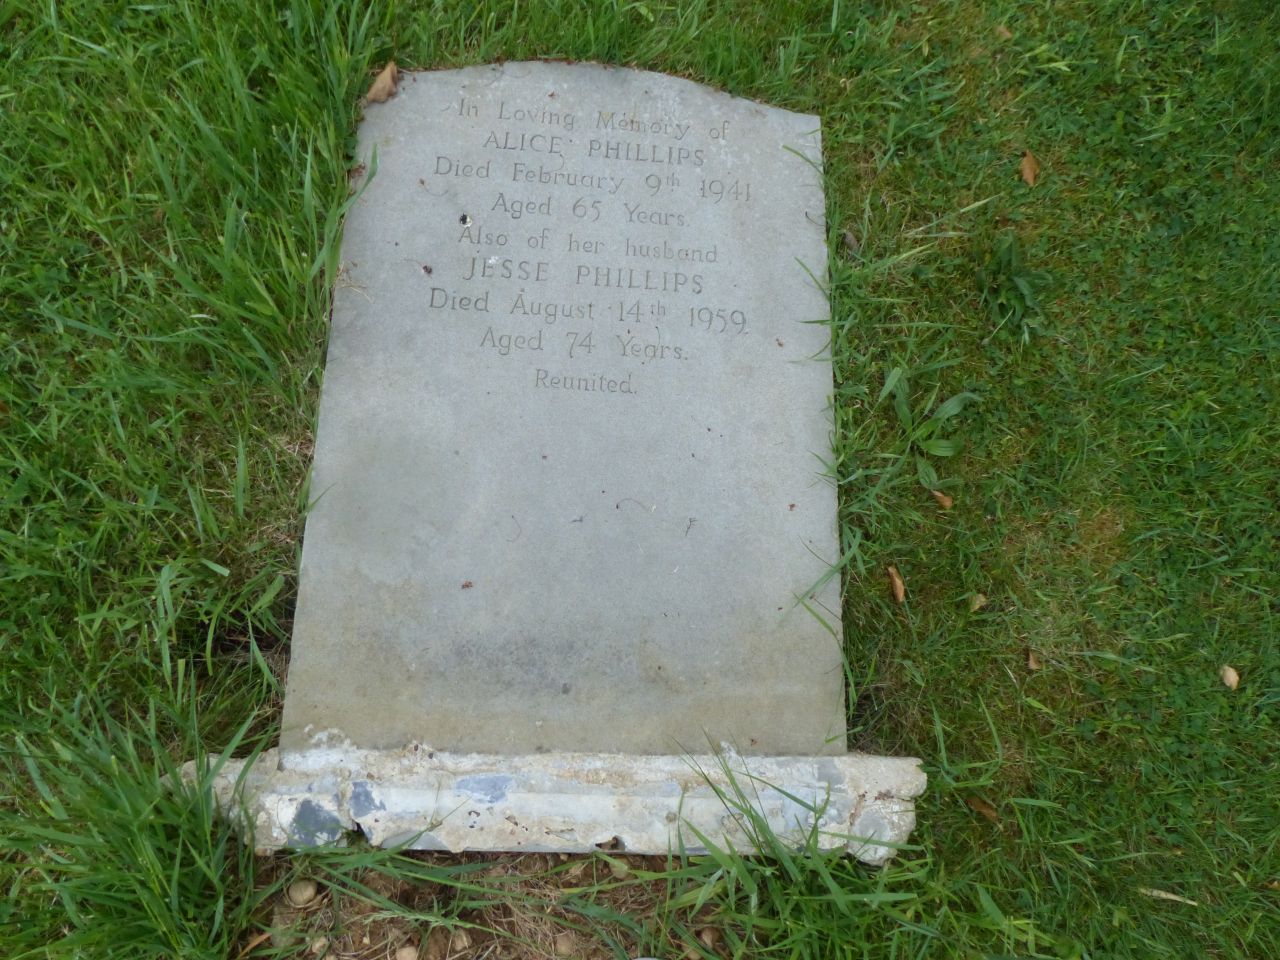 In Loving Memory of
ALICE PHILLIPS
Died February 9th 1941
Aged 65 Years.
Also of her husband
JESSE PHILLIPS
Died August 14th 1959,
Aged 74 Years.
Reunited.